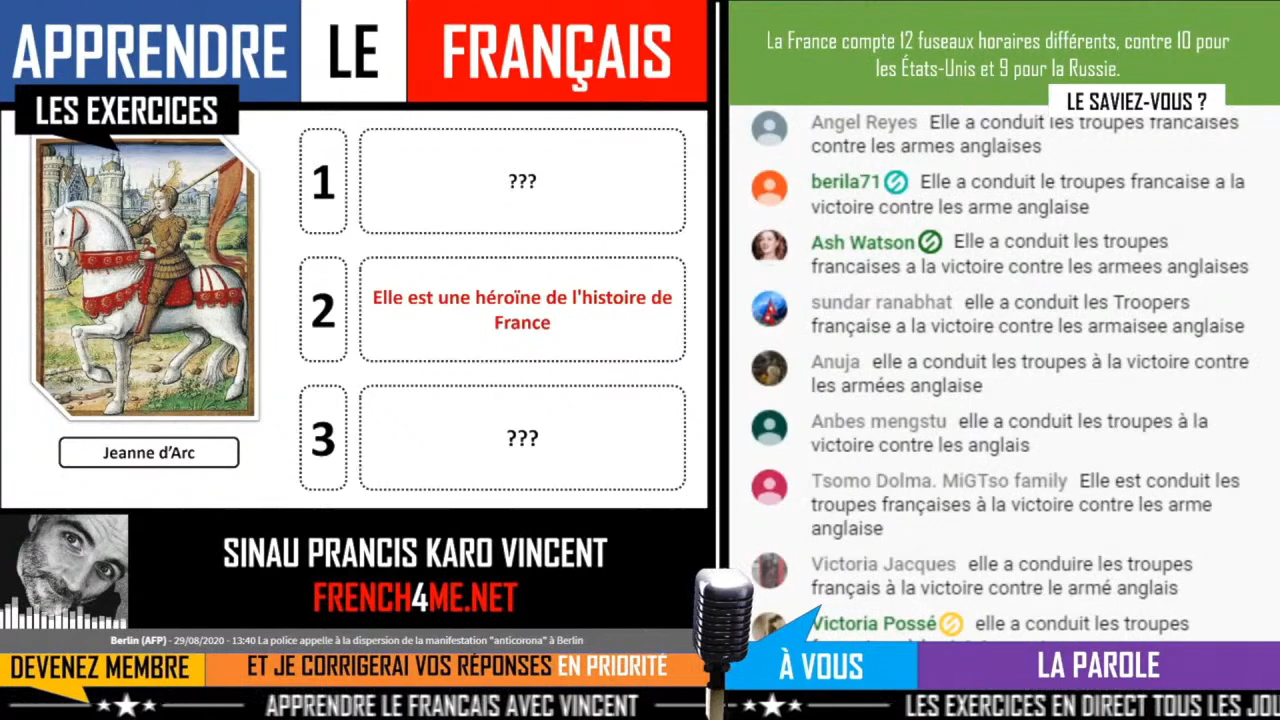 APPRENDRE LE FRANÇAIS
LES EXERCICES
1
???
2
Elle est une héroïne de l'histoire de
France
3
???
Jeanne d'Arc
SINAU PRANCIS KARO VINCENT
FRENCH4ME.NET
Berlin (AFP) - 29/08/2020 - 13:40 La police appelle à la dispersion de la manifestation "anticorona" à Berlin
DEVENEZ MEMBRE ET JE CORRIGERAI VOS RÉPONSES EN PRIORITÉ
APPRENDRE LE FRANCAIS AVEC VINCENT
La France compte 12 fuseaux horaires différents, contre 10 pour
les États-Unis et 9 pour la Russie.
LE SAVIEZ-VOUS ?
Angel Reyes Elle a conduit les troupes francaises
contre les armes anglaises
berila71 Elle a conduit le troupes francaise a la
victoire contre les arme anglaise
Ash Watson Elle a conduit les troupes
francaises a la victoire contre les armees anglaises
sundar ranabhat elle a conduit les Troopers
française a la victoire contre les armaisee anglaise
Anuja elle a conduit les troupes à la victoire contre
les armées anglaise
Anbes mengstu elle a conduit les troupes à la
victoire contre les anglais
Tsomo Dolma. MiGTso family Elle est conduit les
troupes françaises à la victoire contre les arme
anglaise
Victoria Jacques elle a conduire les troupes
français à la victoire contre le armé anglais
Victoria Possé elle a conduit les troupes
À VOUS LA PAROLE
LES EXERCICES EN DIRECT TOUS LES JOU